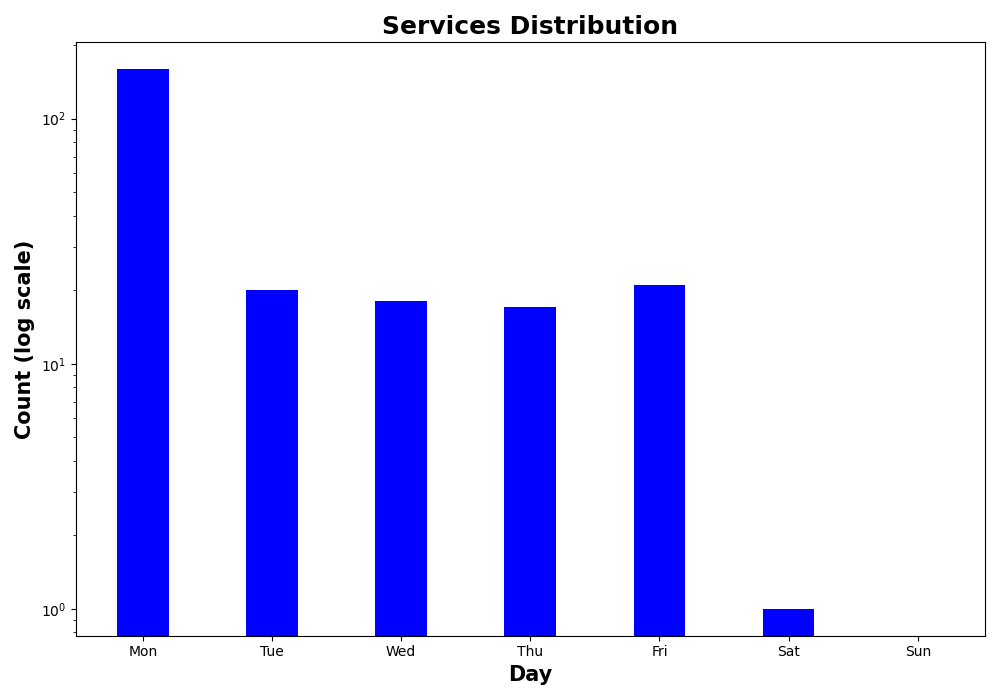 Services Distribution
Count (log scale)
10²
10¹
10⁰
Mon Tue Wed Thu Fri Sat Sun
Day